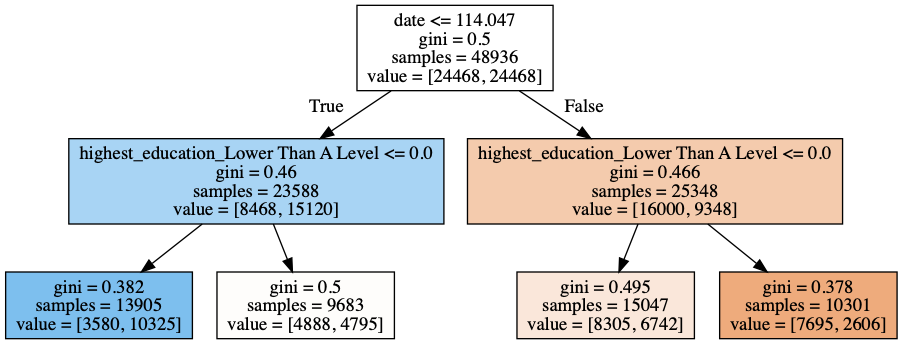 date <= 114.047
gini = 0.5
samples = 48936
value = [24468, 24468]
True
False
highest_education_Lower Than A Level <= 0.0
gini = 0.46
samples = 23588
value = [8468, 15120]
highest_education_Lower Than A Level <= 0.0
gini = 0.466
samples = 25348
value = [16000, 9348]
gini = 0.382
samples = 13905
value = [3580, 10325]
gini = 0.5
samples = 9683
value = [4888, 4795]
gini = 0.495
samples = 15047
value = [8305, 6742]
gini = 0.378
samples = 10301
value = [7695, 2606]